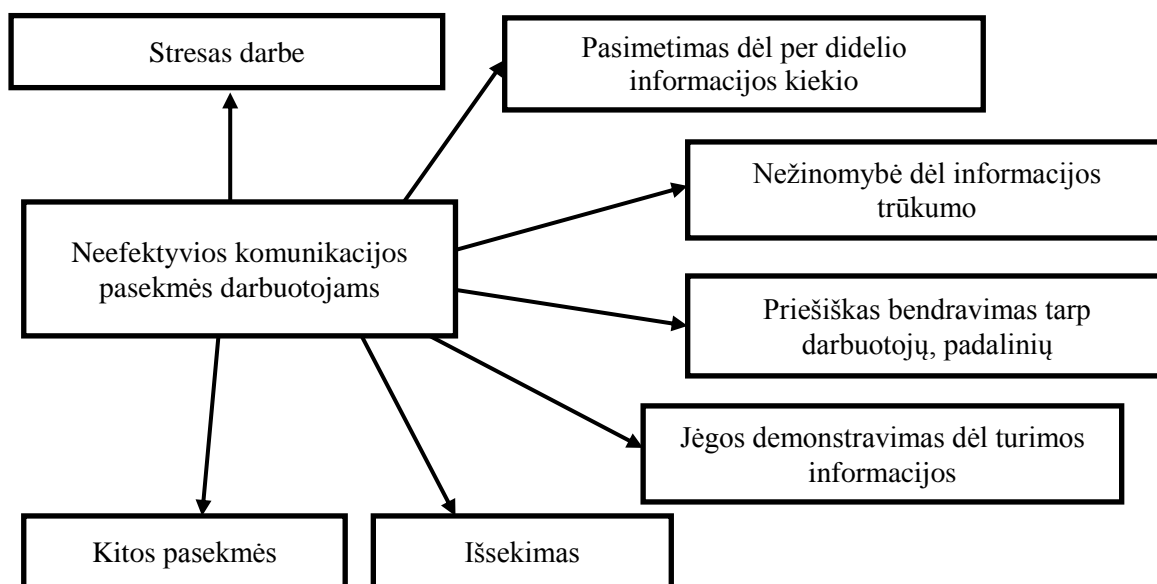 Stresas darbe
Pasimetimas dėl per didelio
informacijos kiekio
Nežinomybė dėl informacijos
trūkumo
Neefektyvios komunikacijos
pasekmės darbuotojams
Priešiškas bendravimas tarp
darbuotojų, padalinių
Jėgos demonstravimas dėl turimos
informacijos
Kitos pasekmės
Išsekimas